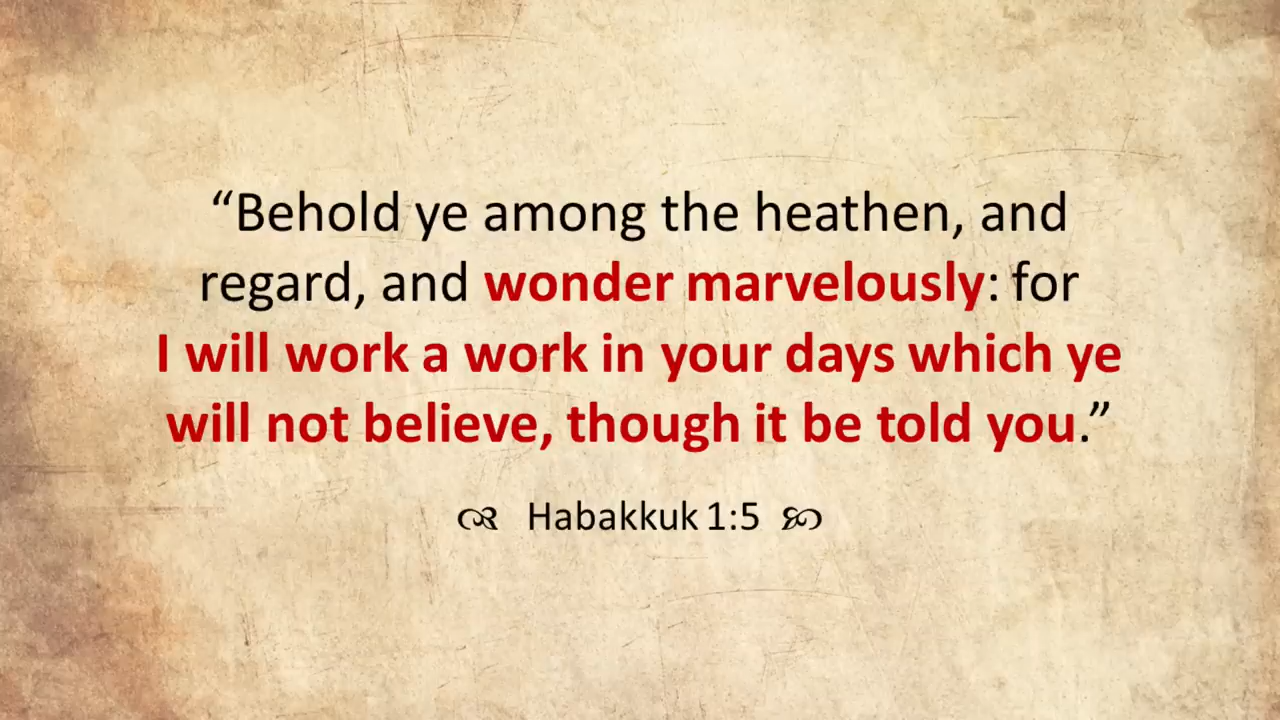 “Behold ye among the heathen, and
regard, and wonder marvelously: for
I will work a work in your days which ye
will not believe, though it be told you.”
Habakkuk 1:5